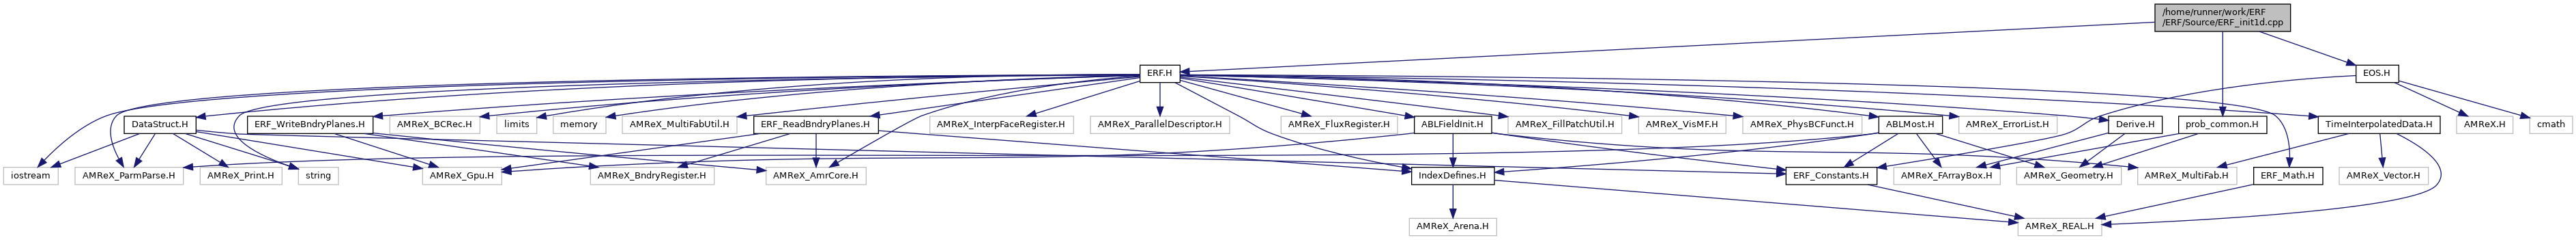 /home/runner/work/ERF
/ERF/Source/ERF_init1d.cpp
ERF.H
EOS.H
DataStruct.H
ERF_WriteBndryPlanes.H
AMReX_BCRec.H
limits
memory
AMReX_MultiFabUtil.H
ERF_ReadBndryPlanes.H
AMReX_InterpFaceRegister.H
AMReX_ParallelDescriptor.H
AMReX_FluxRegister.H
ABLFieldInit.H
AMReX_FillPatchUtil.H
AMReX_VisMF.H
AMReX_PhysBCFunct.H
ABLMost.H
AMReX_ErrorList.H
Derive.H
prob_common.H
TimeInterpolatedData.H
AMReX.H
cmath
iostream
AMReX_ParmParse.H
AMReX_Print.H
string
AMReX_Gpu.H
AMReX_BndryRegister.H
AMReX_AmrCore.H
IndexDefines.H
ERF_Constants.H
AMReX_FArrayBox.H
AMReX_Geometry.H
AMReX_MultiFab.H
ERF_Math.H
AMReX_Vector.H
AMReX_Arena.H
AMReX_REAL.H